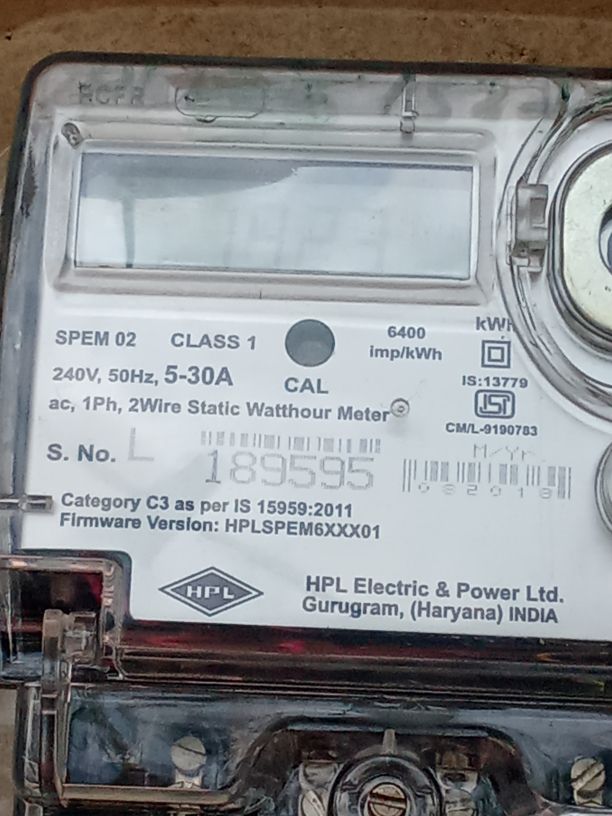 SPEM 02 CLASS 1
6400
imp/kWh
kWh
240V, 50Hz, 5-30A
CAL
IS:13779
ISI
ac, 1Ph, 2Wire Static Watthour Meter
CM/L-9190783
S. No. L 189595
M/Yr.
082018
Category C3 as per IS 15959:2011
Firmware Version: HPLSPEM6XXX01
HPL
HPL Electric & Power Ltd.
Gurugram, (Haryana) INDIA